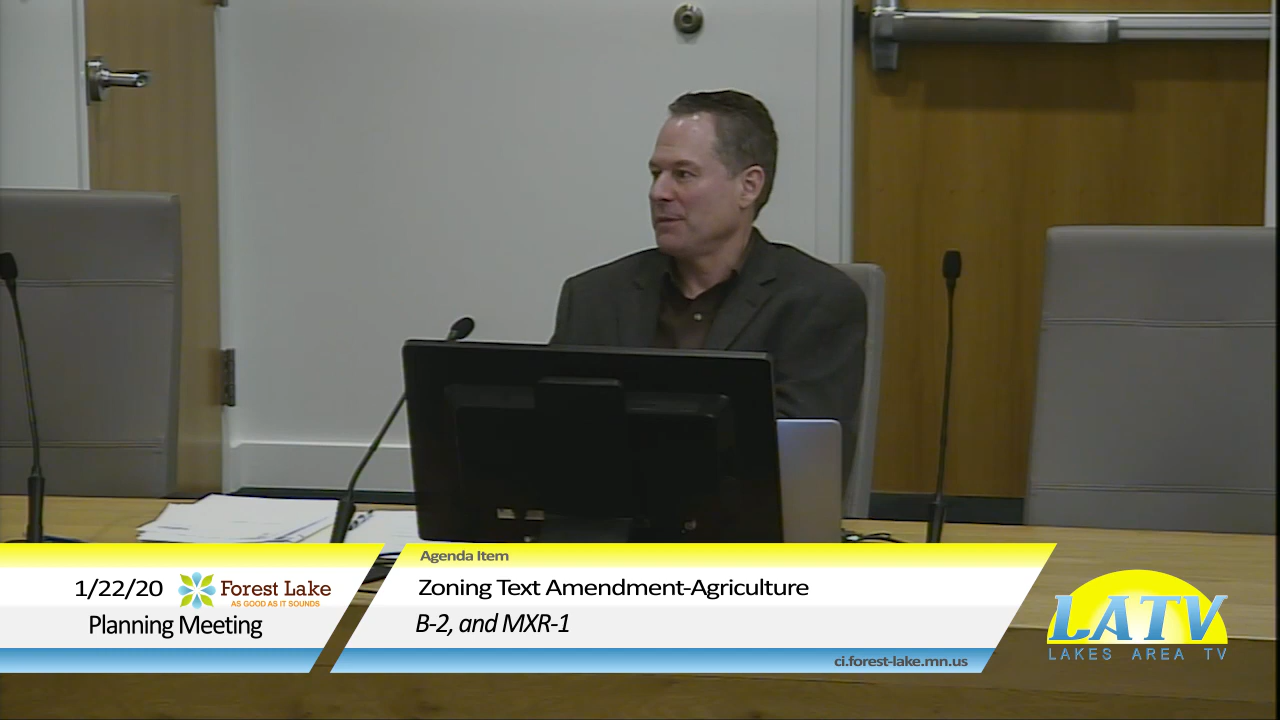 Agenda Item
1/22/20
Forest Lake
AS GOOD AS IT SOUNDS
Planning Meeting
Zoning Text Amendment-Agriculture
B-2, and MXR-1
ci.forest-lake.mn.us
LATV
LAKES AREA TV